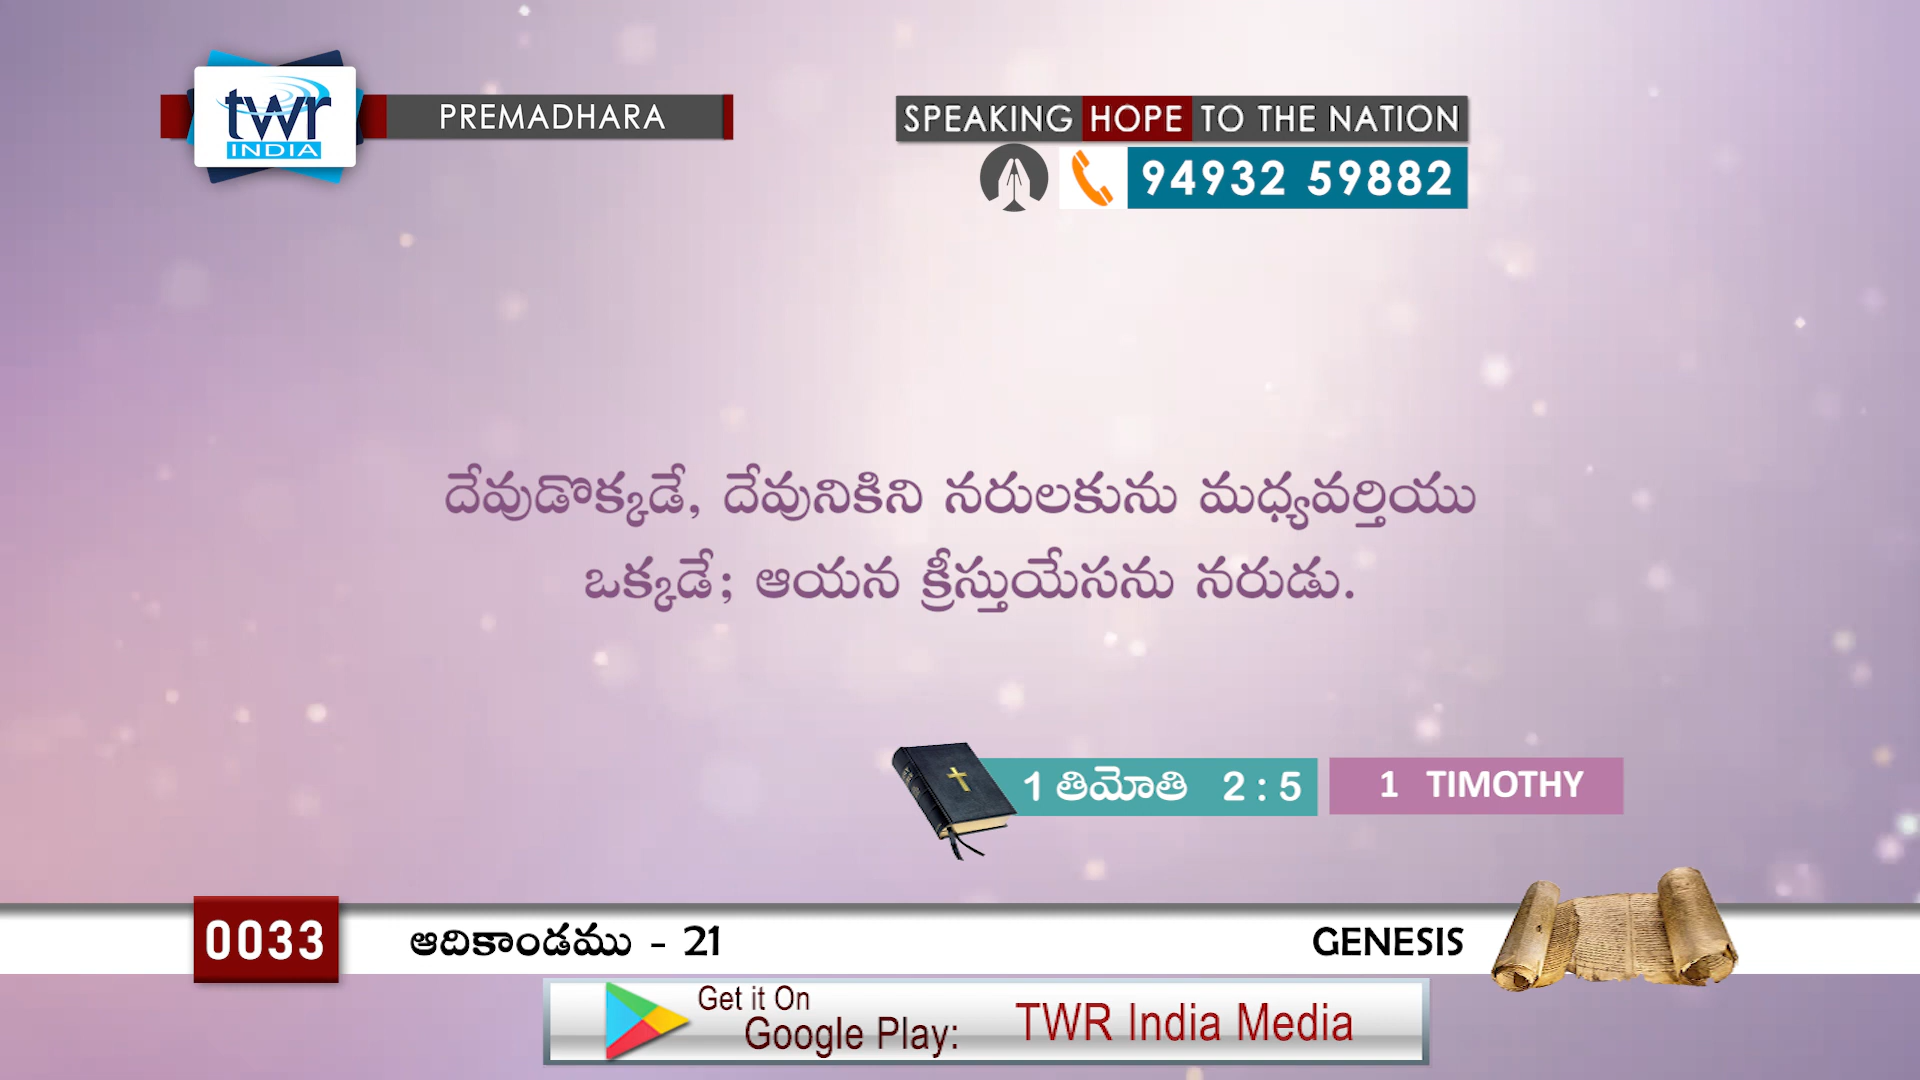 twr
INDIA
PREMADHARA
SPEAKING HOPE TO THE NATION
94932 59882
దేవుడొక్కడే, దేవునికిని నరులకును మధ్యవర్తియు
ఒక్కడే; ఆయన క్రీస్తుయేసను నరుడు.
1 తిమోతి 2 : 5
1 TIMOTHY
0033
ఆదికాండము - 21
GENESIS
Get it On
Google Play:
TWR India Media